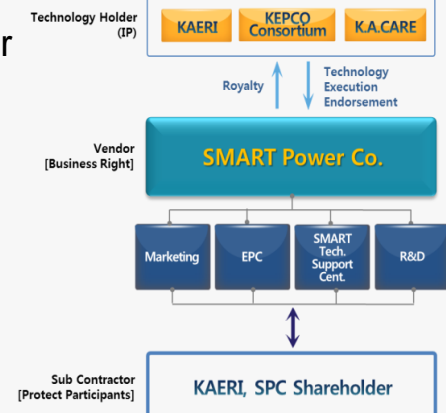 Technology Holder
(IP)
r
KAERI
KEPCO
Consortium
K.A.CARE
Royalty
Technology
Execution
Endorsement
Vendor
[Business Right]
SMART Power Co.
Marketing
EPC
SMART
Tech.
Support
Cent.
R&D
Sub Contractor
[Protect Participants]
KAERI, SPC Shareholder